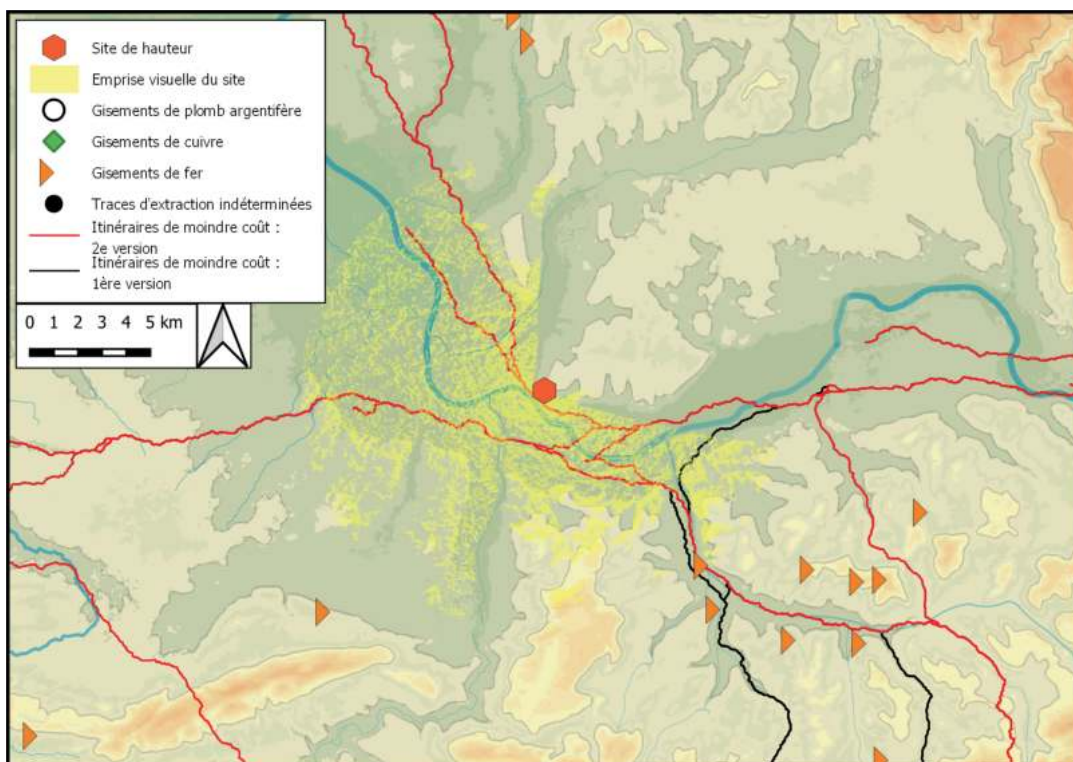 Site de hauteur
Emprise visuelle du site
Gisements de plomb argentifère
Gisements de cuivre
Gisements de fer
Traces d'extraction indéterminées
Itinéraires de moindre coût :
2e version
Itinéraires de moindre coût :
1ère version
0 1 2 3 4 5 km